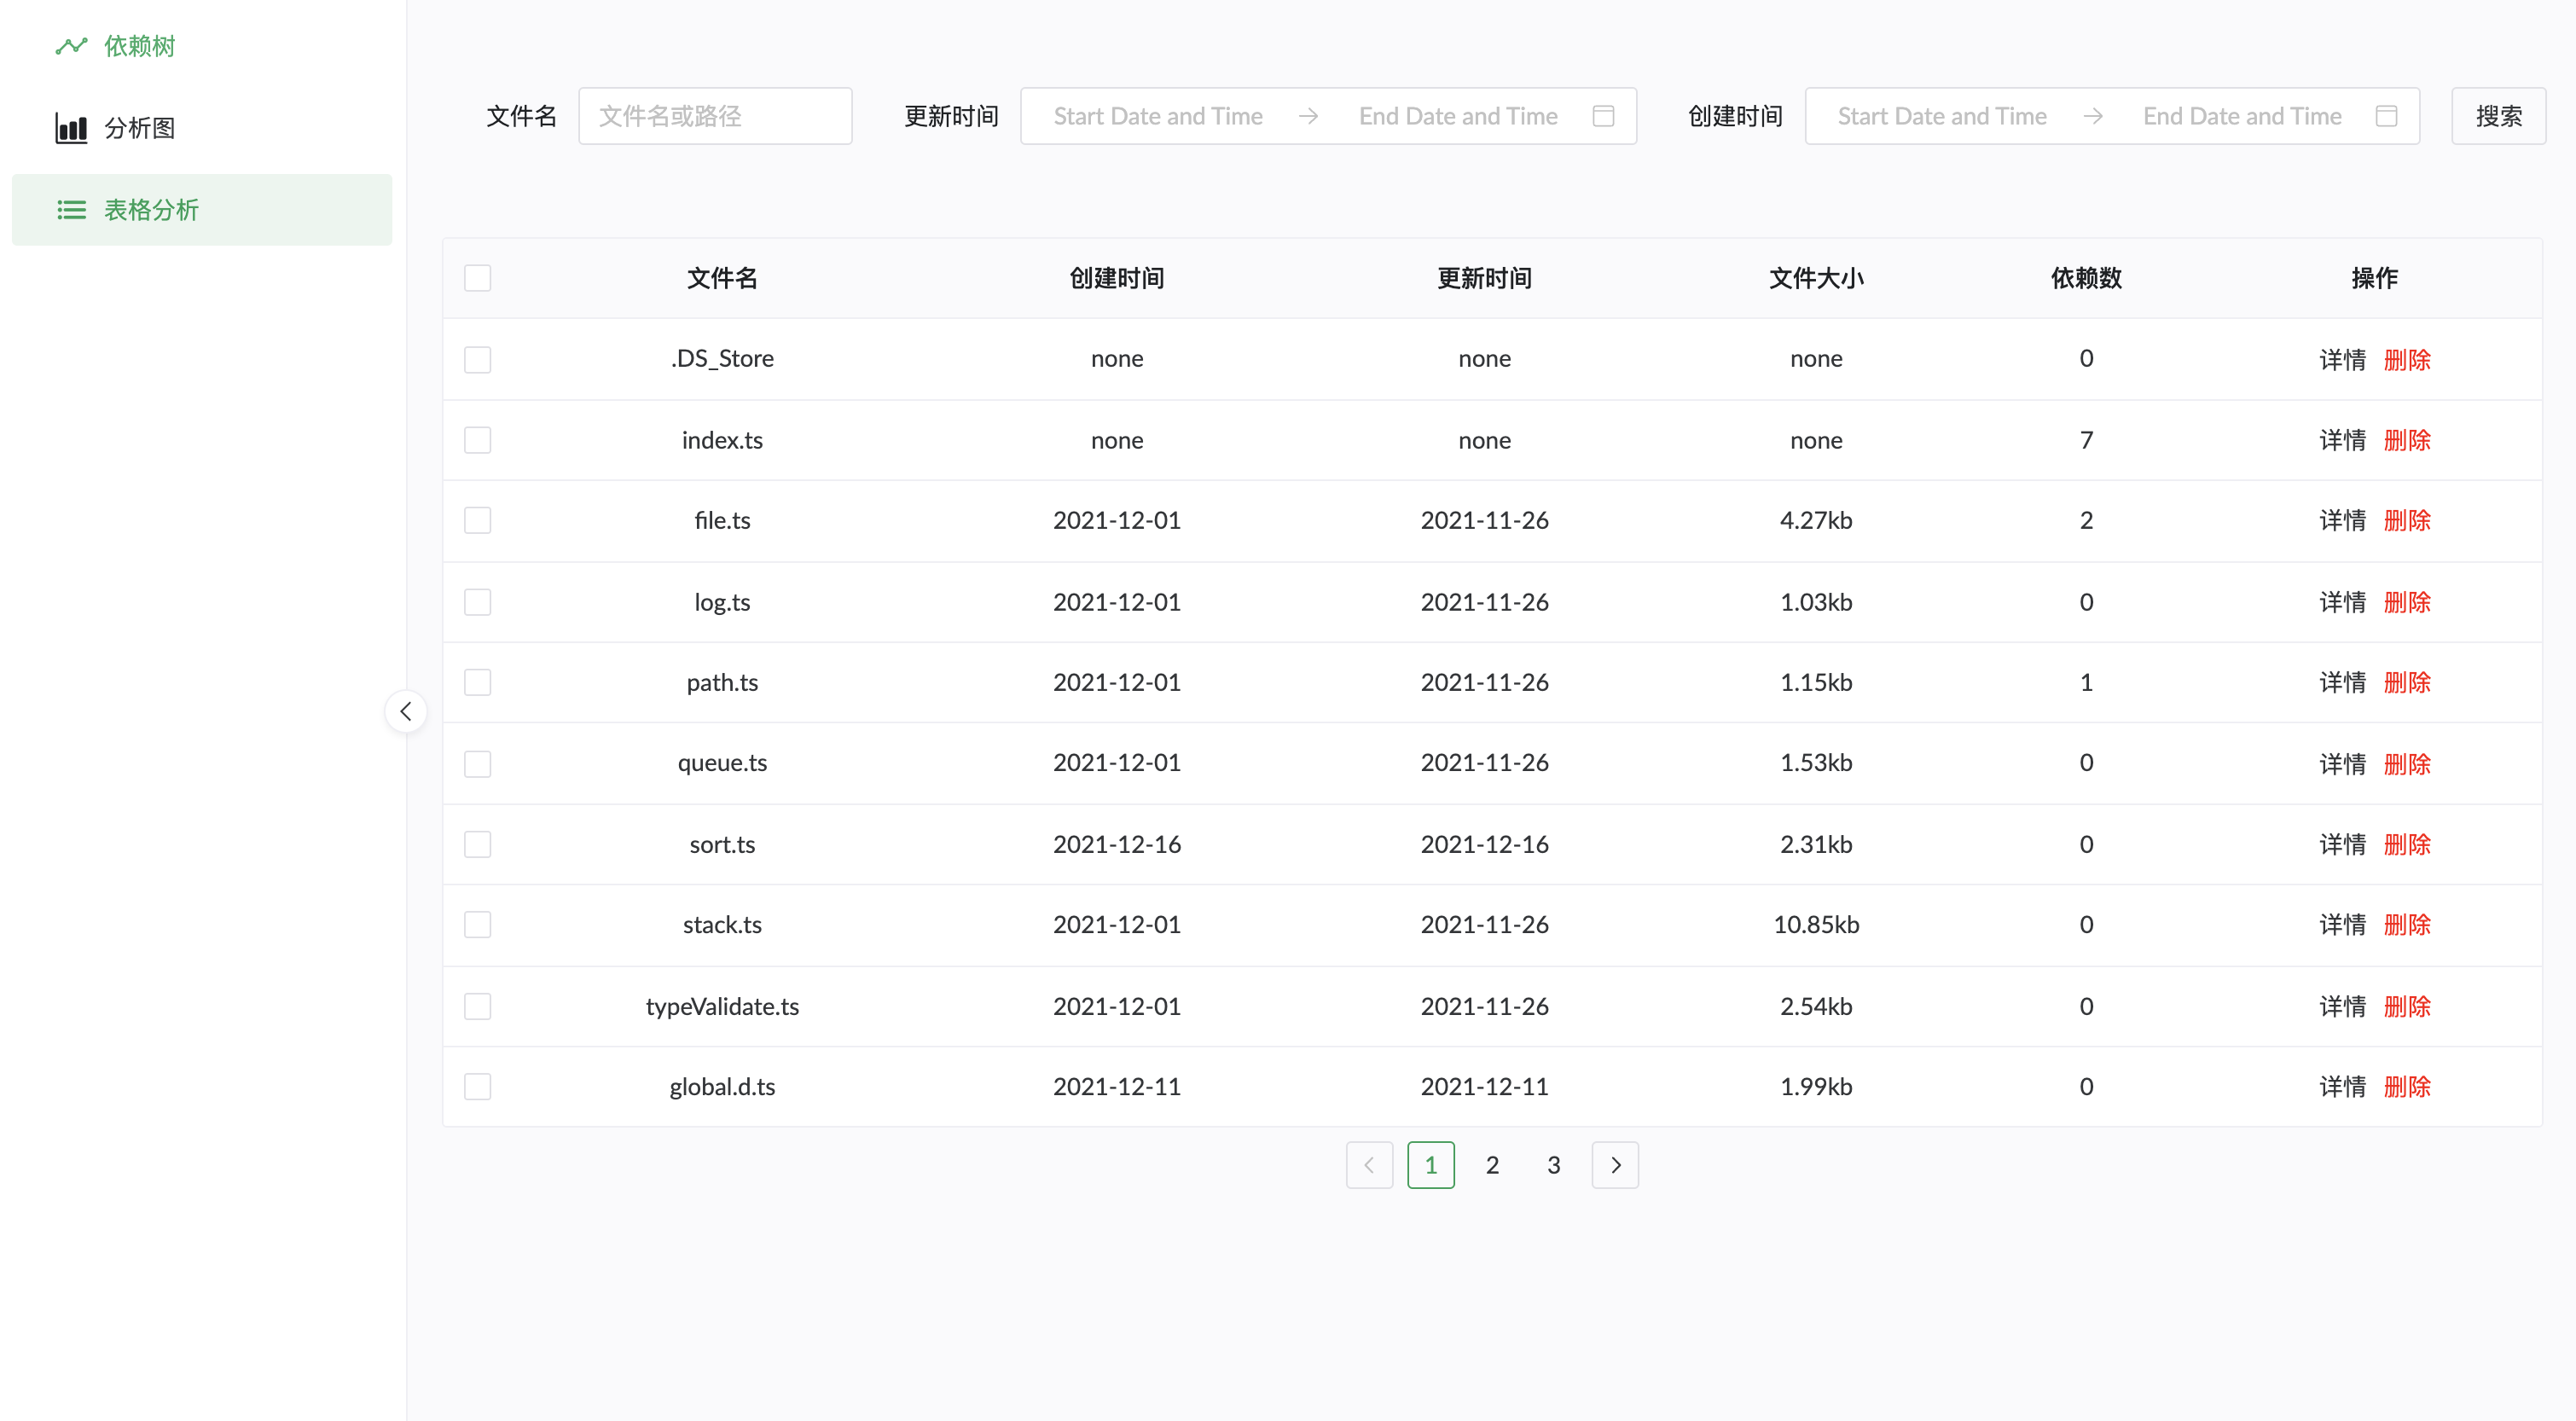 依赖树
分析图
表格分析
文件名 文件名或路径 更新时间 Start Date and Time → End Date and Time 创建时间 Start Date and Time → End Date and Time 搜索
文件名 创建时间 更新时间 文件大小 依赖数 操作
.DS_Store none none none 0 详情 删除
index.ts none none none 7 详情 删除
file.ts 2021-12-01 2021-11-26 4.27kb 2 详情 删除
log.ts 2021-12-01 2021-11-26 1.03kb 0 详情 删除
path.ts 2021-12-01 2021-11-26 1.15kb 1 详情 删除
queue.ts 2021-12-01 2021-11-26 1.53kb 0 详情 删除
sort.ts 2021-12-16 2021-12-16 2.31kb 0 详情 删除
stack.ts 2021-12-01 2021-11-26 10.85kb 0 详情 删除
typeValidate.ts 2021-12-01 2021-11-26 2.54kb 0 详情 删除
global.d.ts 2021-12-11 2021-12-11 1.99kb 0 详情 删除
1 2 3